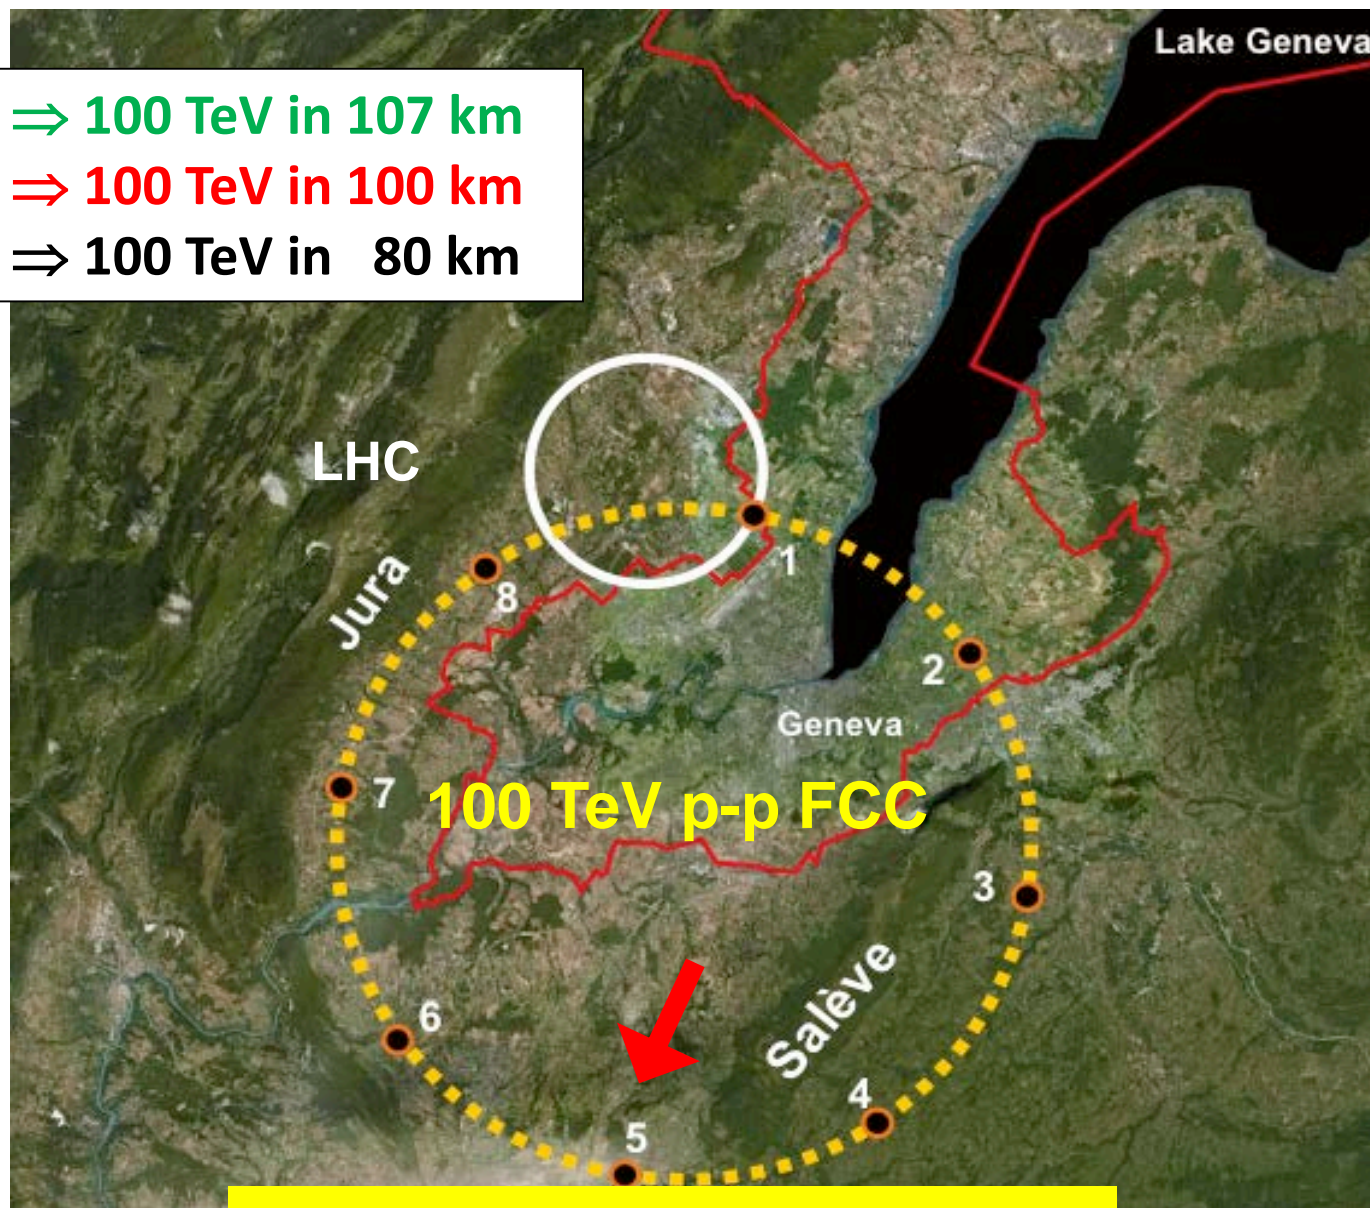 Lake Geneva
⇒ 100 TeV in 107 km
⇒ 100 TeV in 100 km
⇒ 100 TeV in 80 km
LHC
1
Jura
8
2
Geneva
7
100 TeV p-p FCC
3
Salève
6
4
5